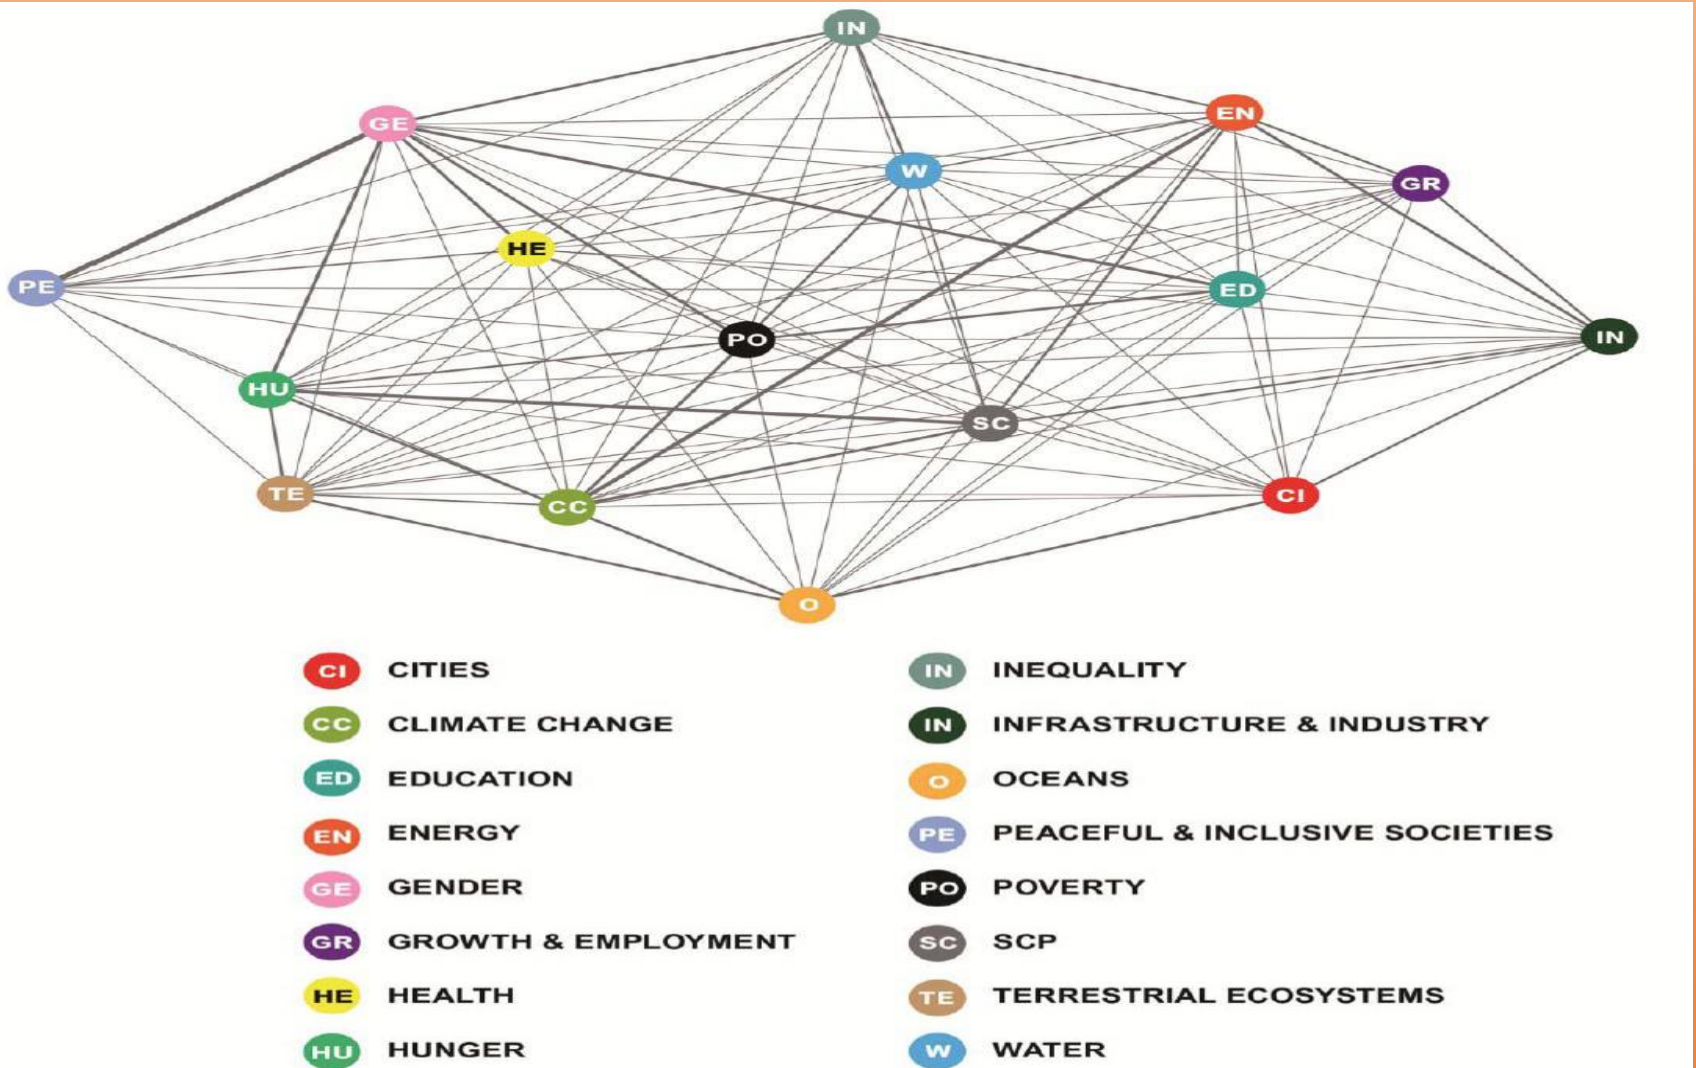 IN
GE
EN
W
GR
HE
PE
ED
PO
IN
HU
SC
TE
CC
CI
O
CI CITIES
CC CLIMATE CHANGE
ED EDUCATION
EN ENERGY
GE GENDER
GR GROWTH & EMPLOYMENT
HE HEALTH
HU HUNGER
IN INEQUALITY
IN INFRASTRUCTURE & INDUSTRY
O OCEANS
PE PEACEFUL & INCLUSIVE SOCIETIES
PO POVERTY
SC SCP
TE TERRESTRIAL ECOSYSTEMS
W WATER